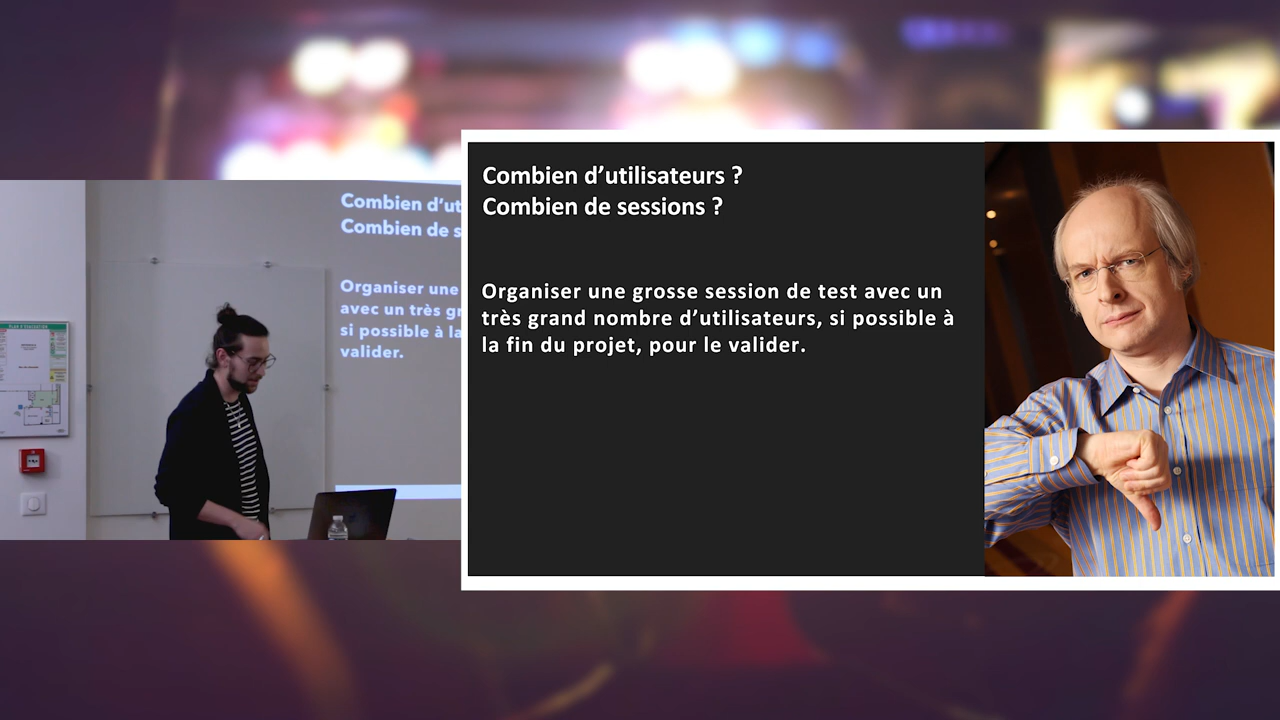 Combien d’utilisateurs ?
Combien de sessions ?
Organiser une grosse session de test avec un
très grand nombre d’utilisateurs, si possible à
la fin du projet, pour le valider.
PLAN D'ÉVACUATION
Combien d'ut
Combien de s
Organiser une
avec un très gr
si possible à la
valider.